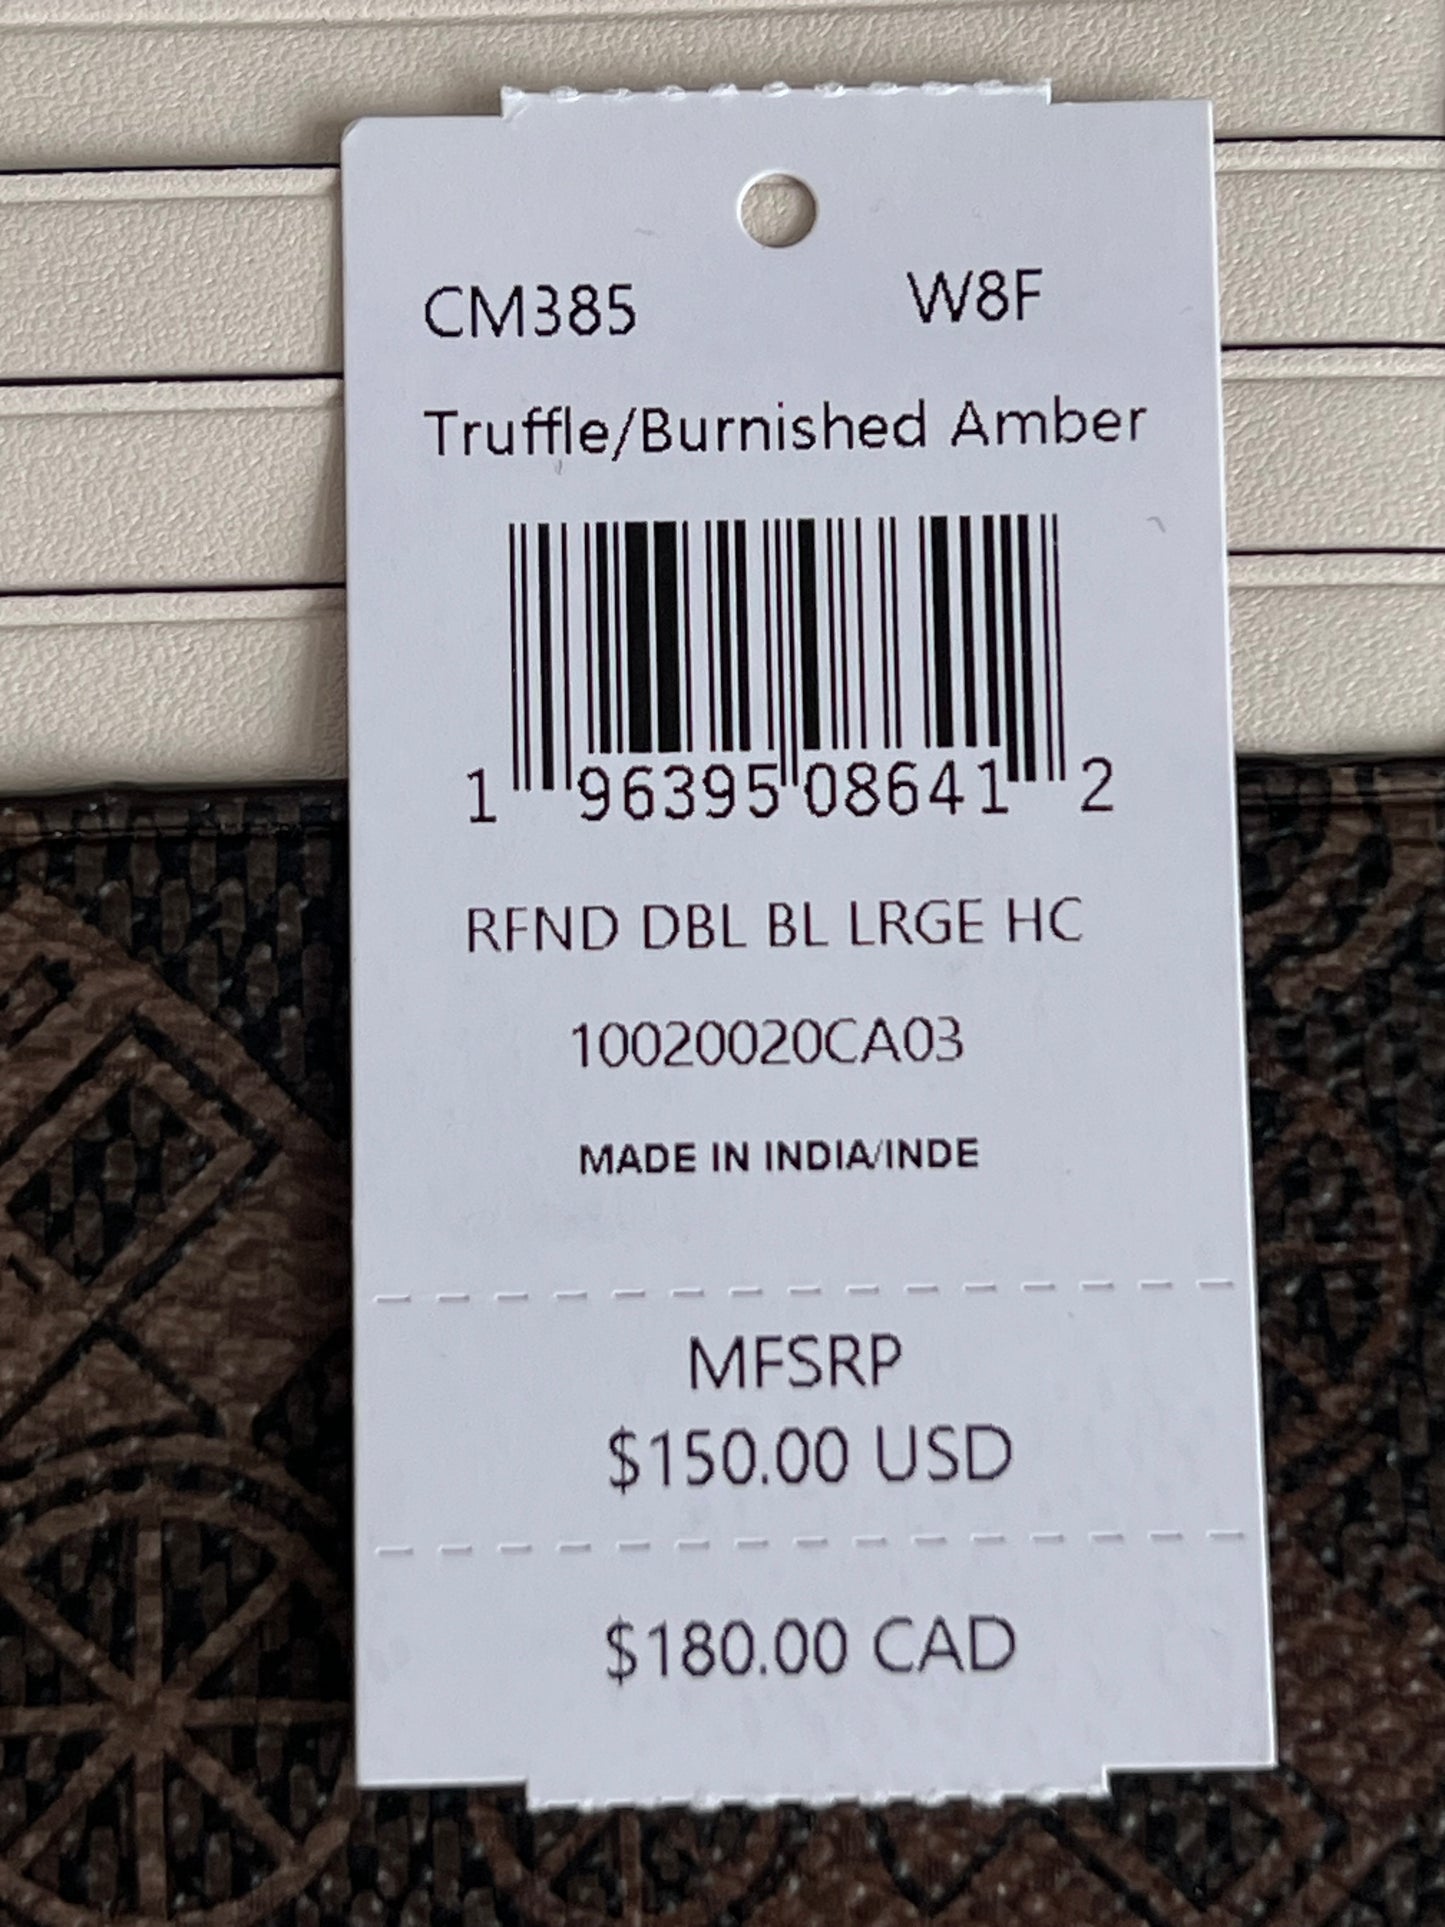 CM385 W8F
Truffle/Burnished Amber
1 96395 08641 2
RFND DBL BL LRGE HC
10020020CA03
MADE IN INDIA/INDE
MFSRP
$150.00 USD
$180.00 CAD